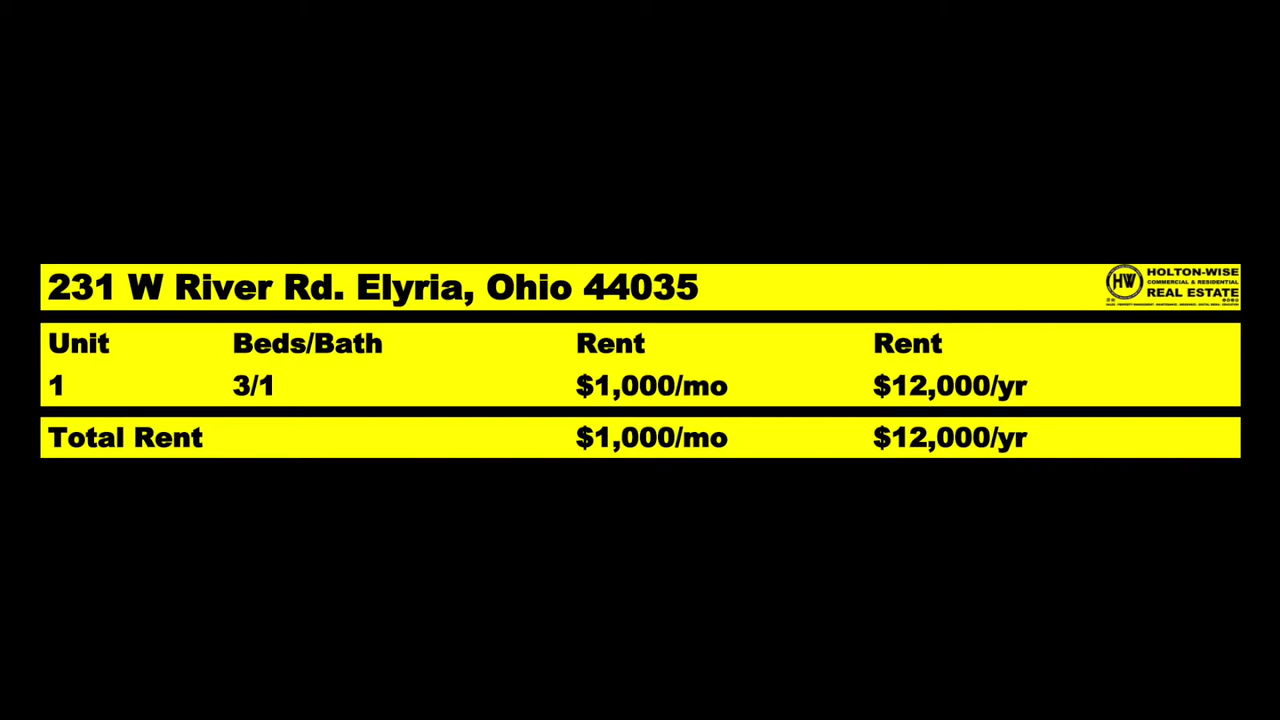 231 W River Rd. Elyria, Ohio 44035
HW
HOLTON-WISE
COMMERCIAL & RESIDENTIAL
REAL ESTATE
Unit Beds/Bath Rent Rent
1 3/1 $1,000/mo $12,000/yr
Total Rent $1,000/mo $12,000/yr